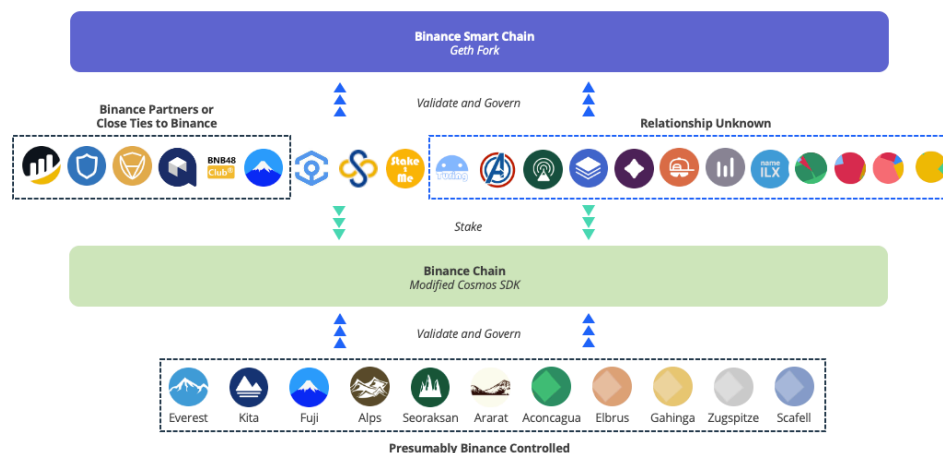 Binance Smart Chain
Geth Fork
Validate and Govern
Binance Partners or
Close Ties to Binance
Relationship Unknown
BNB48
Club
Stake
Me
Turing
name
ILX
Stake
Binance Chain
Modified Cosmos SDK
Validate and Govern
Everest Kita Fuji Alps Seoraksan Ararat Aconcagua Elbrus Gahinga Zugspitze Scafell
Presumably Binance Controlled